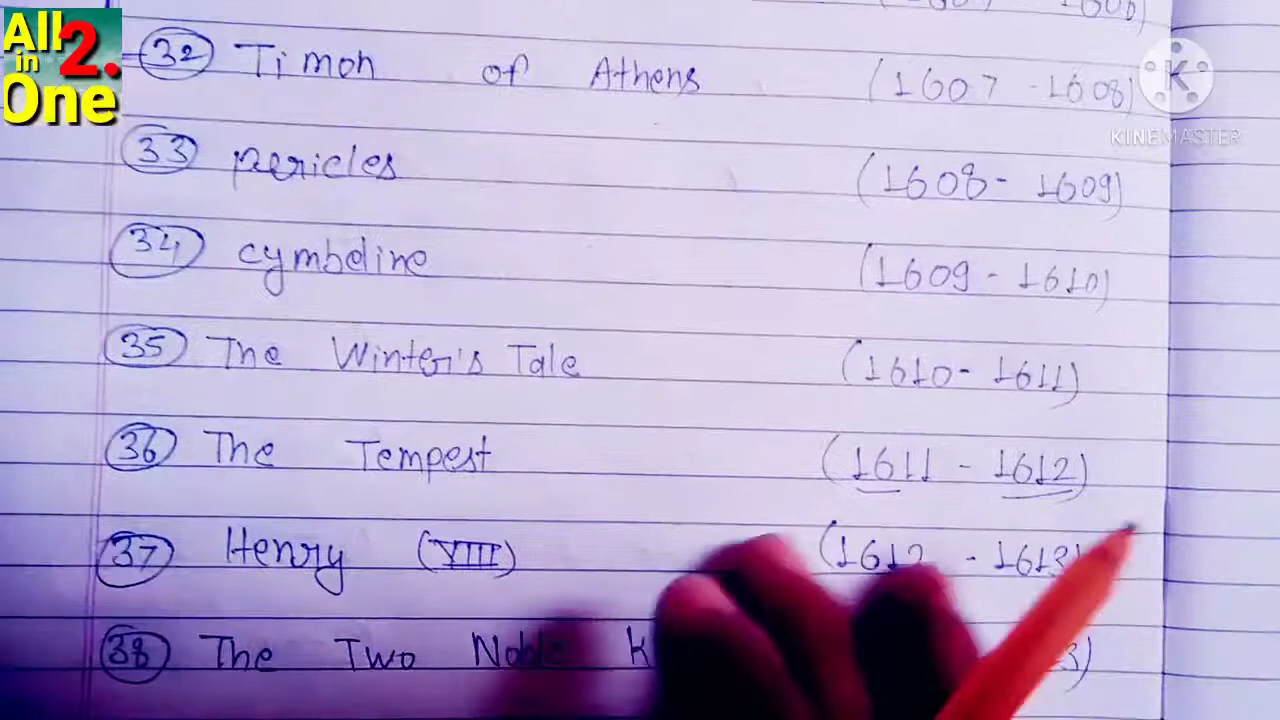 All
in 2.
One
32 Timon of Athens (1607 - 1608)
KINEMASTER
33 pericles (1608 - 1609)
34 cymbeline (1609 - 1610)
35 The Winter's Tale (1610 - 1611)
36 The Tempest (1611 - 1612)
37 Henry (VIII) (1612 - 1613)
38 The Two Noble K 3)